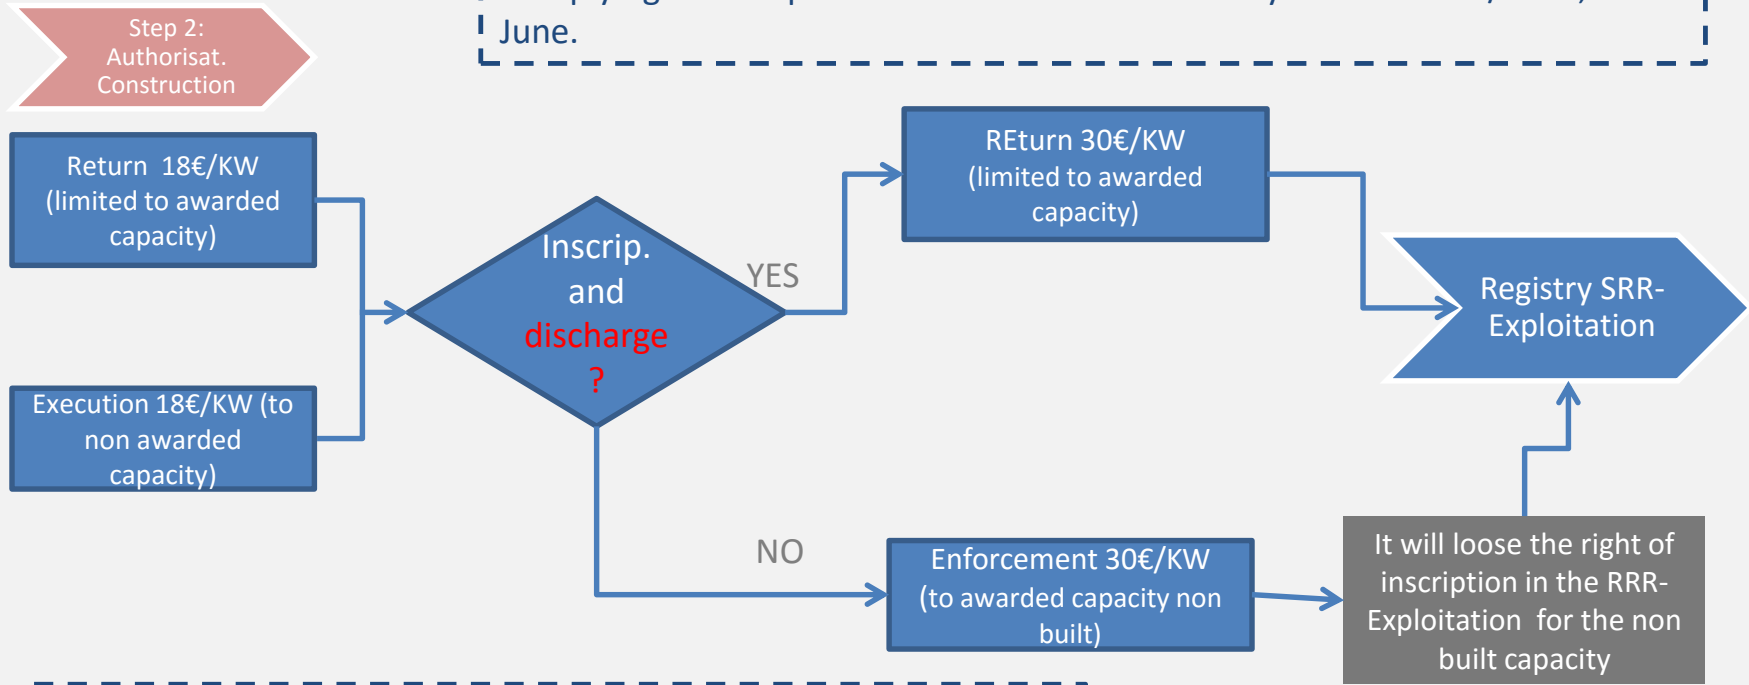 June.
Step 2:
Authorisat.
Construction
Return 18€/KW
(limited to awarded
capacity)
Execution 18€/KW (to
non awarded
capacity)
Inscrip.
and
discharge
?
YES
NO
REturn 30€/KW
(limited to awarded
capacity)
Enforcement 30€/KW
(to awarded capacity non
built)
Registry SRR-
Exploitation
It will loose the right of
inscription in the RRR-
Exploitation for the non
built capacity